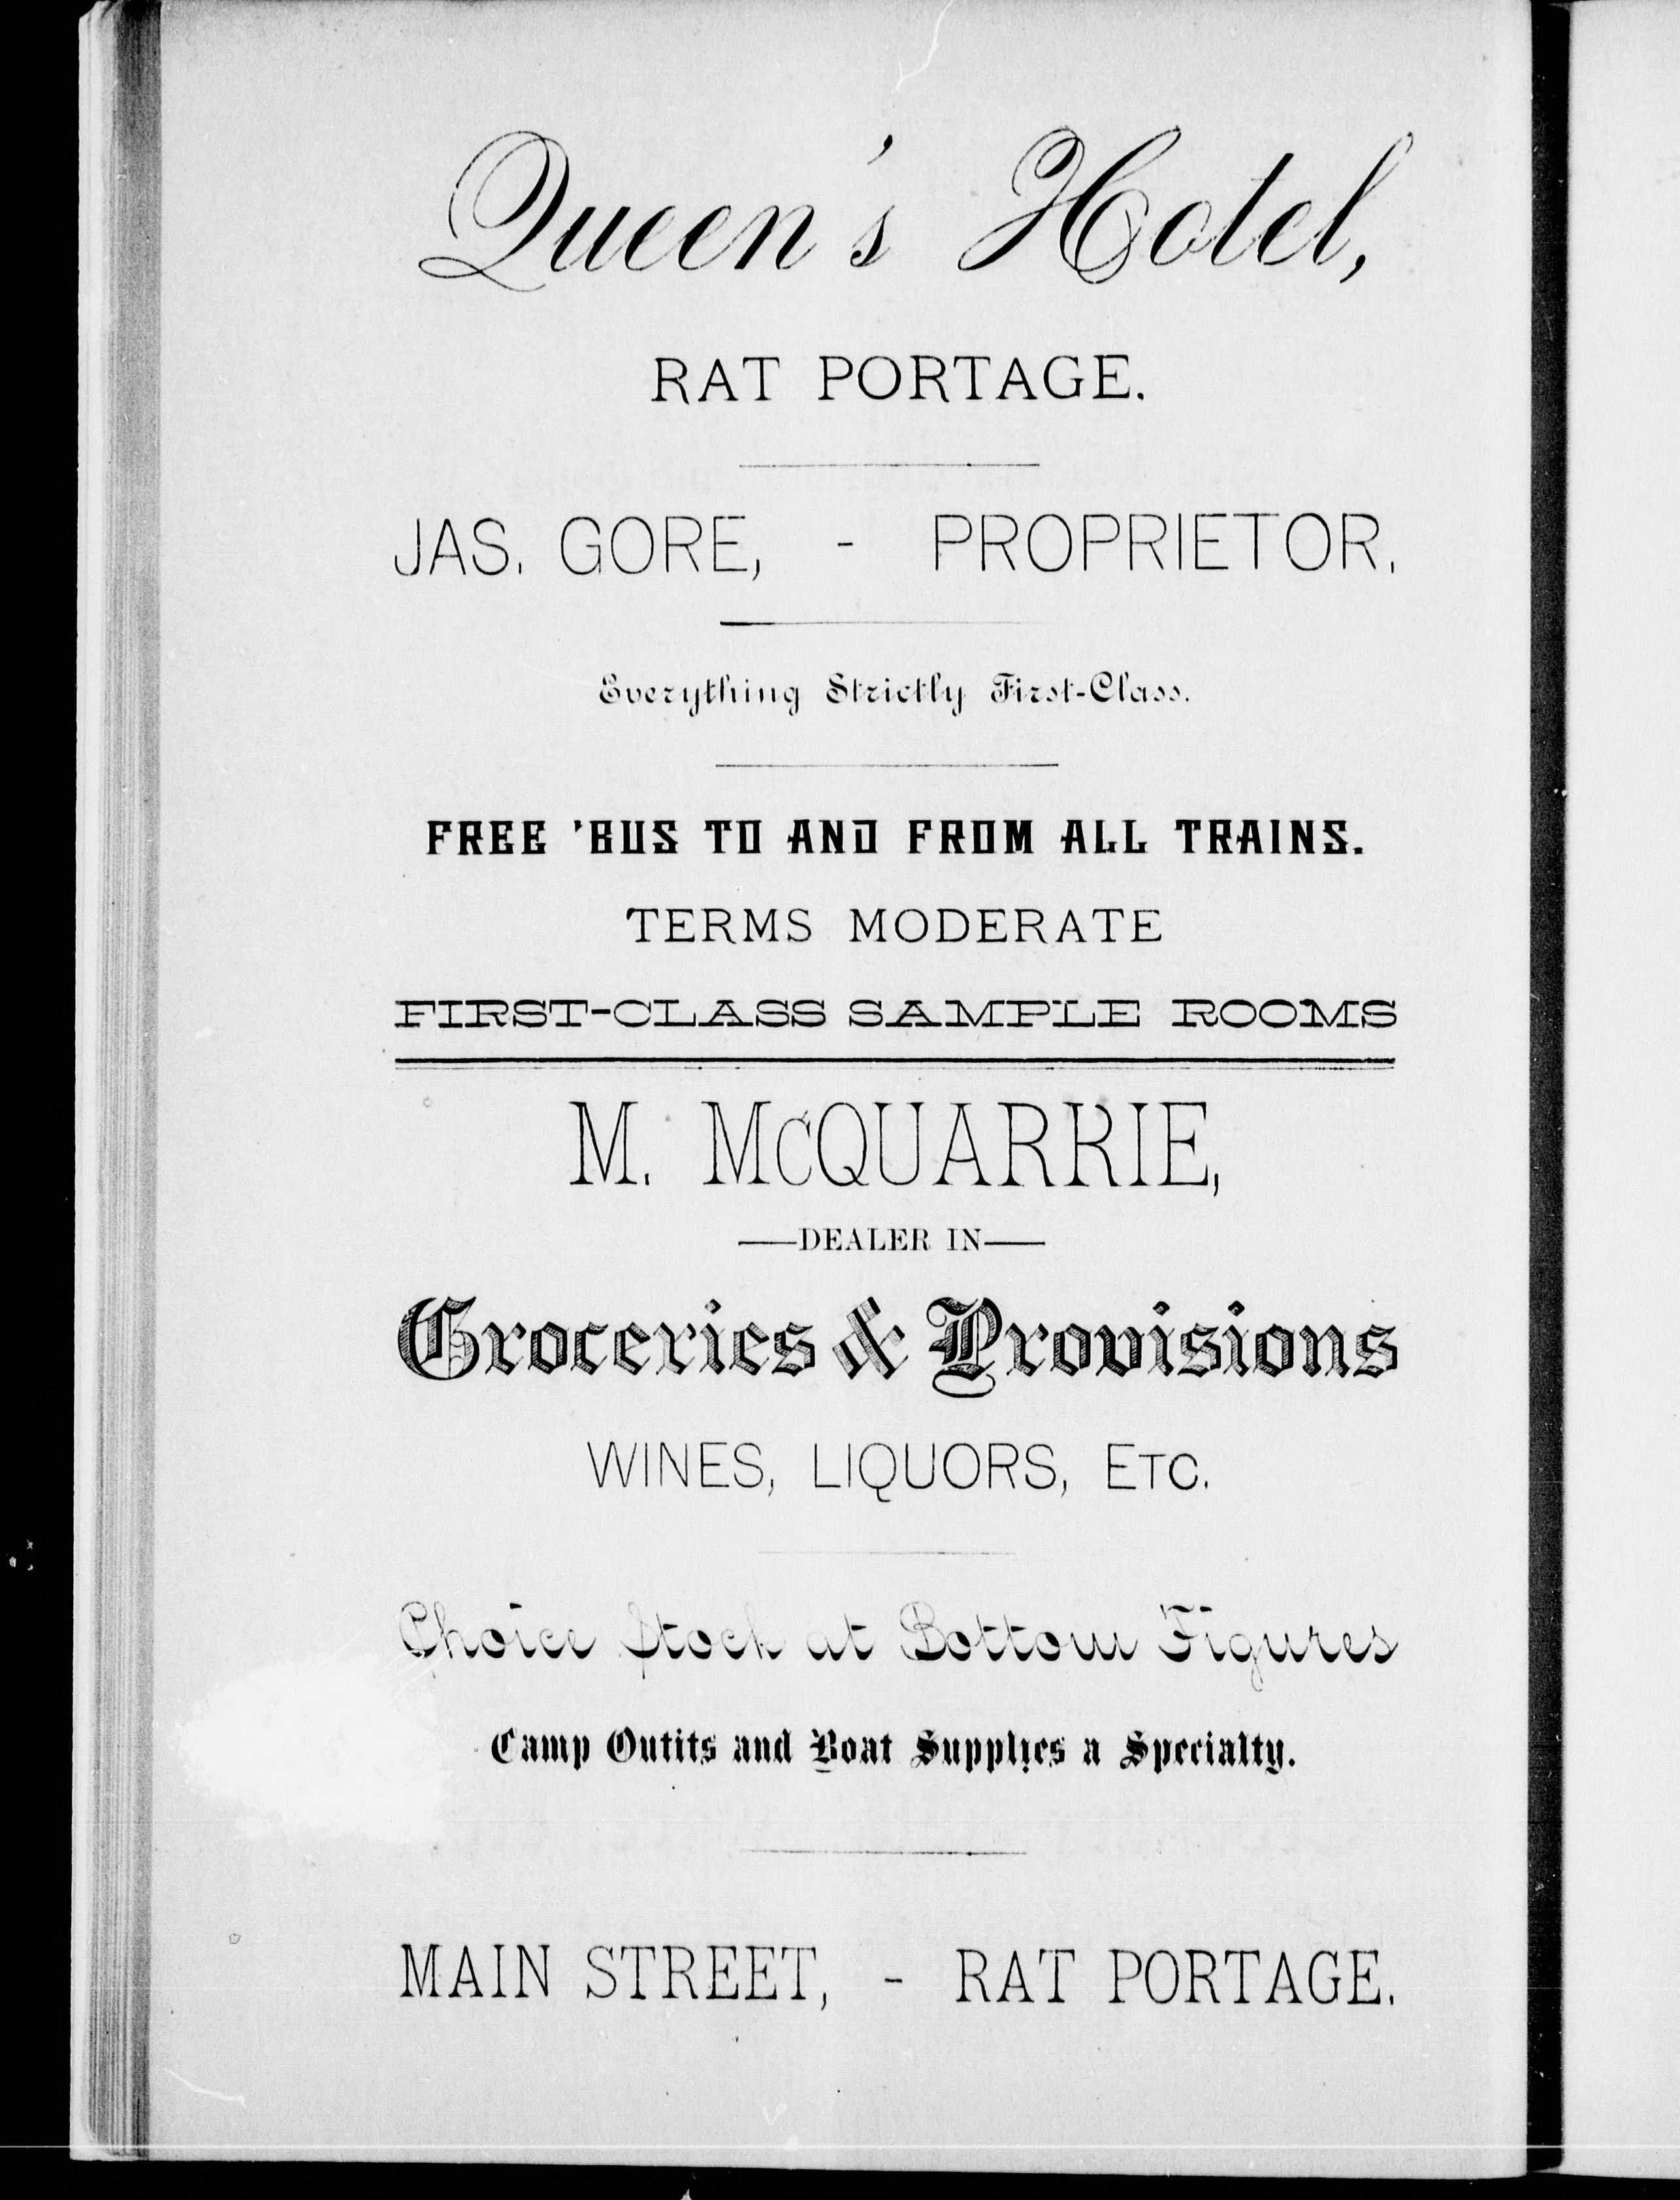 Queen's Hotel,
RAT PORTAGE.
JAS. GORE, - PROPRIETOR.
Everything Strictly First-Class.
FREE 'BUS TO AND FROM ALL TRAINS.
TERMS MODERATE
FIRST-CLASS SAMPLE ROOMS
M. McQUARRIE,
—DEALER IN—
Groceries & Provisions
WINES, LIQUORS, ETC.
Choice Stock at Bottom Figures
Camp Outits and Boat Supplies a Specialty.
MAIN STREET, - RAT PORTAGE.